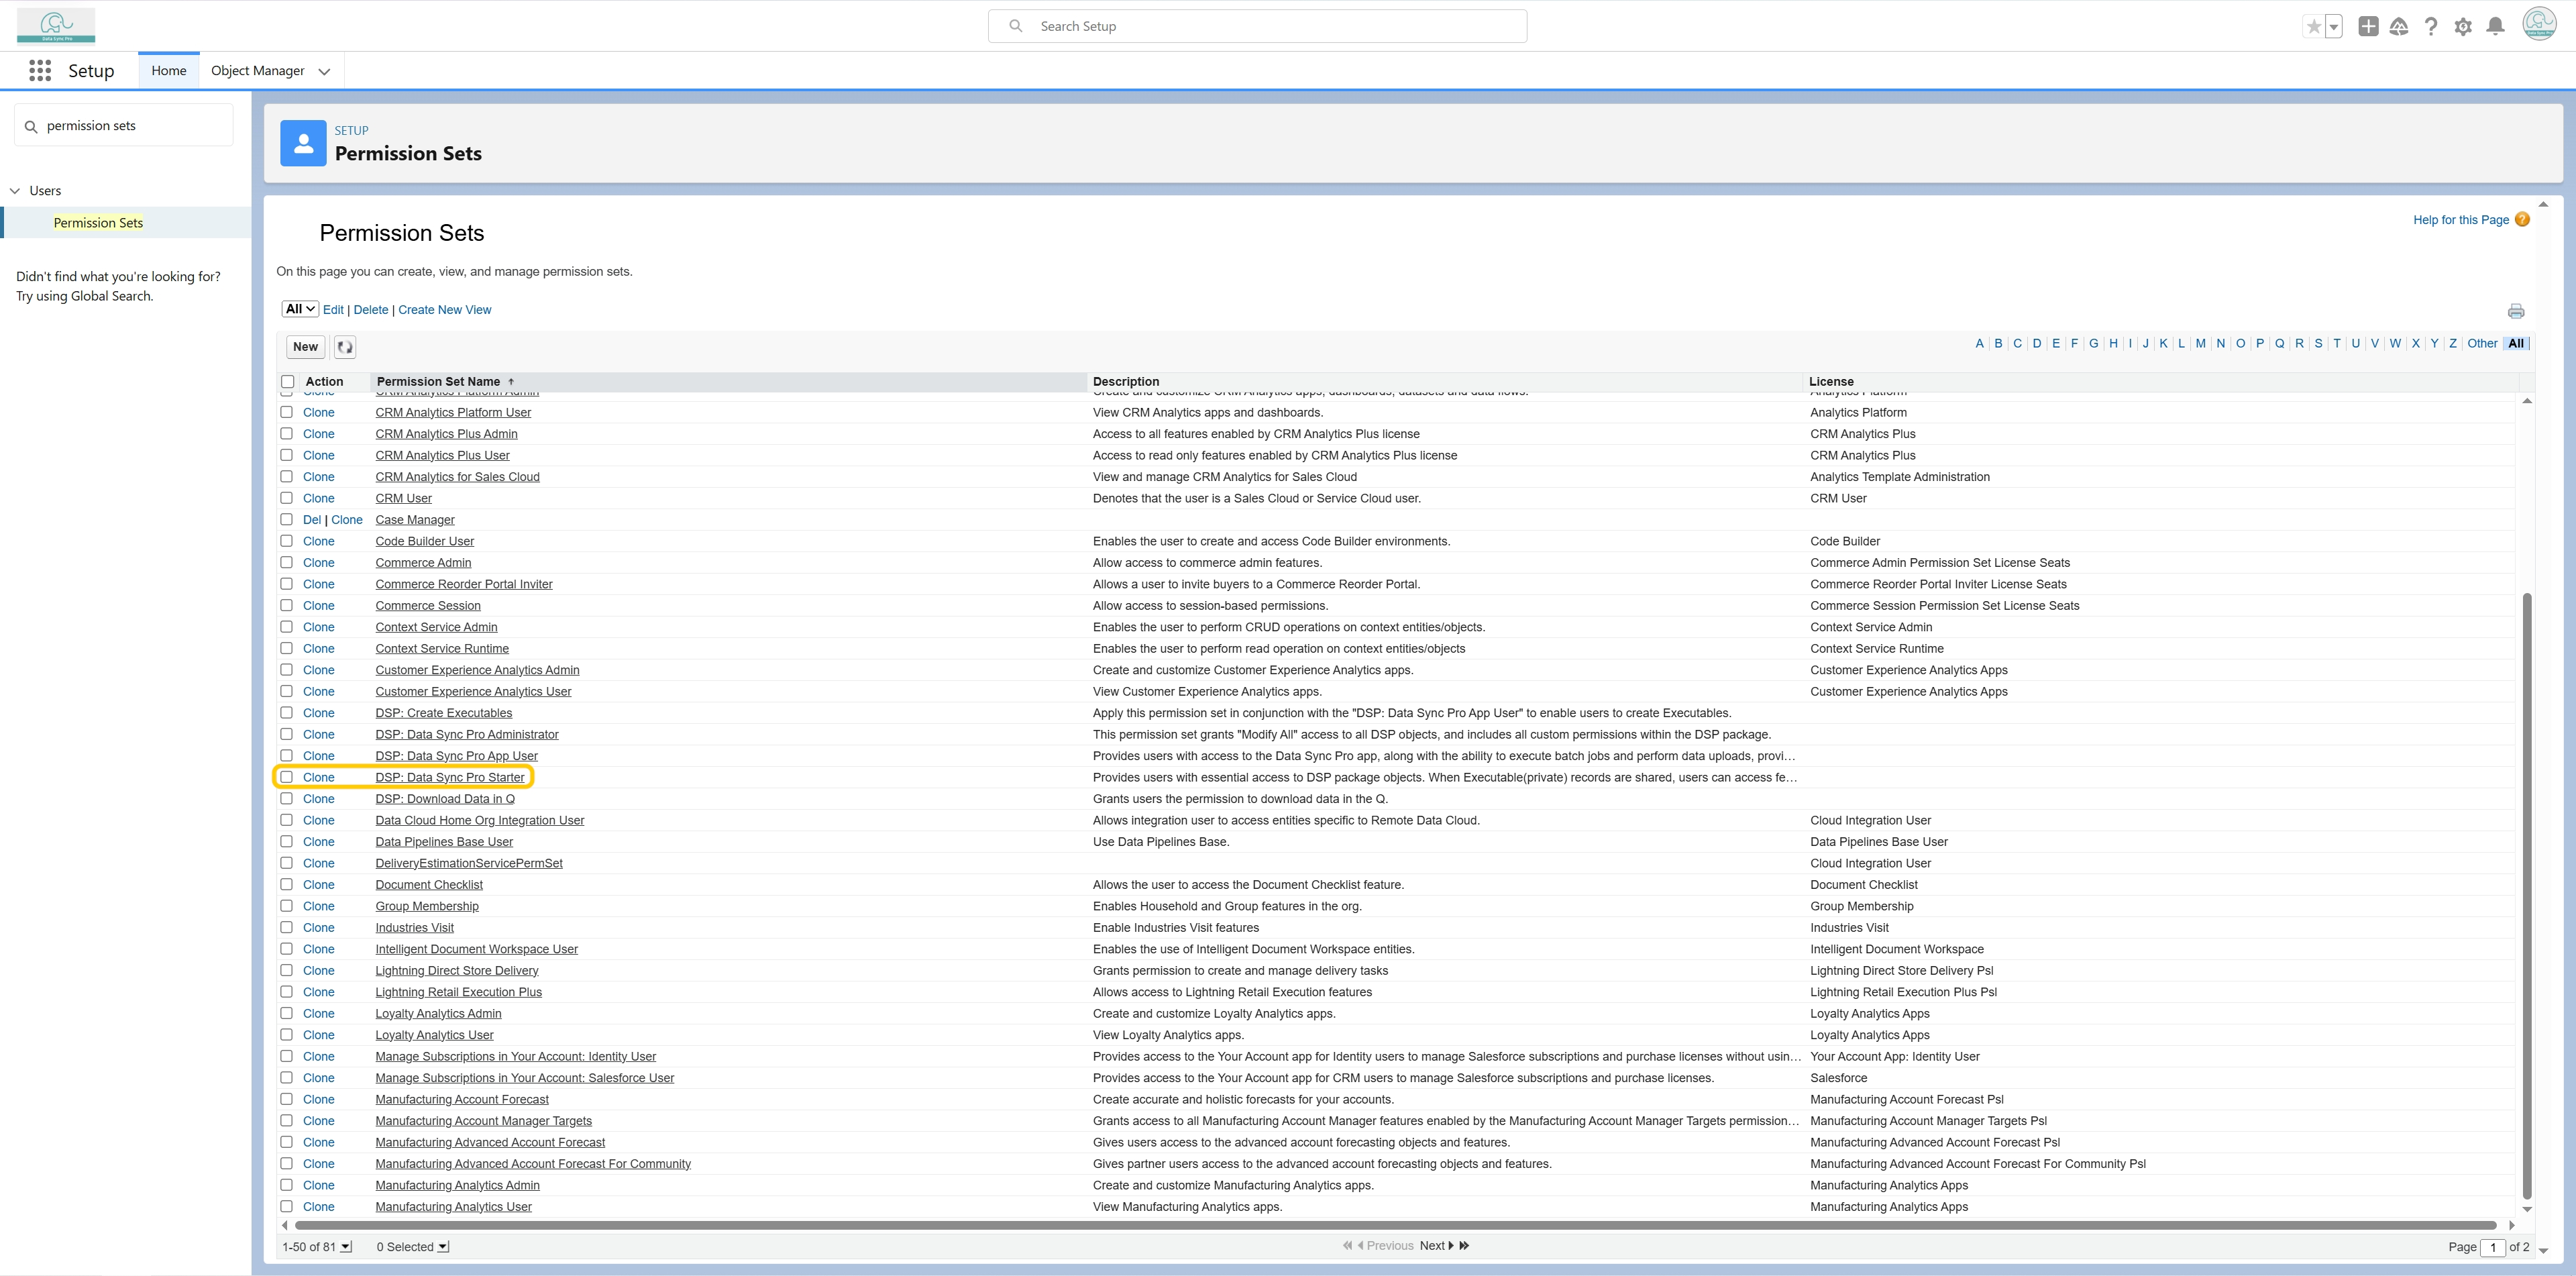 Data Sync Pro
Search Setup
Setup
Home
Object Manager
permission sets
Users
Permission Sets
Didn't find what you're looking for?
Try using Global Search.
SETUP
Permission Sets
Permission Sets
Help for this Page
On this page you can create, view, and manage permission sets.
All Edit | Delete | Create New View
New
A | B | C | D | E | F | G | H | I | J | K | L | M | N | O | P | Q | R | S | T | U | V | W | X | Y | Z | Other | All
Action Permission Set Name Description License
Clone CRM Analytics Platform Admin Create and customize CRM Analytics apps, dashboards, datasets and data flows. Analytics Platform
Clone CRM Analytics Platform User View CRM Analytics apps and dashboards. Analytics Platform
Clone CRM Analytics Plus Admin Access to all features enabled by CRM Analytics Plus license CRM Analytics Plus
Clone CRM Analytics Plus User Access to read only features enabled by CRM Analytics Plus license CRM Analytics Plus
Clone CRM Analytics for Sales Cloud View and manage CRM Analytics for Sales Cloud Analytics Template Administration
Clone CRM User Denotes that the user is a Sales Cloud or Service Cloud user. CRM User
Del | Clone Case Manager
Clone Code Builder User Enables the user to create and access Code Builder environments. Code Builder
Clone Commerce Admin Allow access to commerce admin features. Commerce Admin Permission Set License Seats
Clone Commerce Reorder Portal Inviter Allows a user to invite buyers to a Commerce Reorder Portal. Commerce Reorder Portal Inviter License Seats
Clone Commerce Session Allow access to session-based permissions. Commerce Session Permission Set License Seats
Clone Context Service Admin Enables the user to perform CRUD operations on context entities/objects. Context Service Admin
Clone Context Service Runtime Enables the user to perform read operation on context entities/objects Context Service Runtime
Clone Customer Experience Analytics Admin Create and customize Customer Experience Analytics apps. Customer Experience Analytics Apps
Clone Customer Experience Analytics User View Customer Experience Analytics apps. Customer Experience Analytics Apps
Clone DSP: Create Executables Apply this permission set in conjunction with the "DSP: Data Sync Pro App User" to enable users to create Executables.
Clone DSP: Data Sync Pro Administrator This permission set grants "Modify All" access to all DSP objects, and includes all custom permissions within the DSP package.
Clone DSP: Data Sync Pro App User Provides users with access to the Data Sync Pro app, along with the ability to execute batch jobs and perform data uploads, provi...
Clone DSP: Data Sync Pro Starter Provides users with essential access to DSP package objects. When Executable(private) records are shared, users can access fe...
Clone DSP: Download Data in Q Grants users the permission to download data in the Q.
Clone Data Cloud Home Org Integration User Allows integration user to access entities specific to Remote Data Cloud. Cloud Integration User
Clone Data Pipelines Base User Use Data Pipelines Base. Data Pipelines Base User
Clone DeliveryEstimationServicePermSet Cloud Integration User
Clone Document Checklist Allows the user to access the Document Checklist feature. Document Checklist
Clone Group Membership Enables Household and Group features in the org. Group Membership
Clone Industries Visit Enable Industries Visit features Industries Visit
Clone Intelligent Document Workspace User Enables the use of Intelligent Document Workspace entities. Intelligent Document Workspace
Clone Lightning Direct Store Delivery Grants permission to create and manage delivery tasks Lightning Direct Store Delivery Psl
Clone Lightning Retail Execution Plus Allows access to Lightning Retail Execution features Lightning Retail Execution Plus Psl
Clone Loyalty Analytics Admin Create and customize Loyalty Analytics apps. Loyalty Analytics Apps
Clone Loyalty Analytics User View Loyalty Analytics apps. Loyalty Analytics Apps
Clone Manage Subscriptions in Your Account: Identity User Provides access to the Your Account app for Identity users to manage Salesforce subscriptions and purchase licenses without usin... Your Account App: Identity User
Clone Manage Subscriptions in Your Account: Salesforce User Provides access to the Your Account app for CRM users to manage Salesforce subscriptions and purchase licenses. Salesforce
Clone Manufacturing Account Forecast Create accurate and holistic forecasts for your accounts. Manufacturing Account Forecast Psl
Clone Manufacturing Account Manager Targets Grants access to all Manufacturing Account Manager features enabled by the Manufacturing Account Manager Targets permission... Manufacturing Account Manager Targets Psl
Clone Manufacturing Advanced Account Forecast Gives users access to the advanced account forecasting objects and features. Manufacturing Advanced Account Forecast Psl
Clone Manufacturing Advanced Account Forecast For Community Gives partner users access to the advanced account forecasting objects and features. Manufacturing Advanced Account Forecast For Community Psl
Clone Manufacturing Analytics Admin Create and customize Manufacturing Analytics apps. Manufacturing Analytics Apps
Clone Manufacturing Analytics User View Manufacturing Analytics apps. Manufacturing Analytics Apps
1-50 of 81 0 Selected Previous Next Page 1 of 2